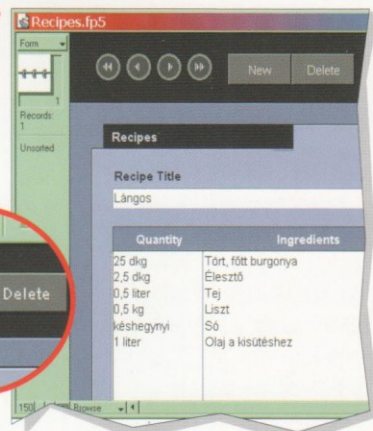 Recipes.fp5
Form
New Delete
1
Records:
1
Unsorted
Recipes
Recipe Title
Lángos
Quantity Ingredients
25 dkg Tört, főtt burgonya
2,5 dkg Élesztő
0,5 liter Tej
0,5 kg Liszt
késhegynyi Só
1 liter Olaj a kisütéshez
Delete
150 Browse